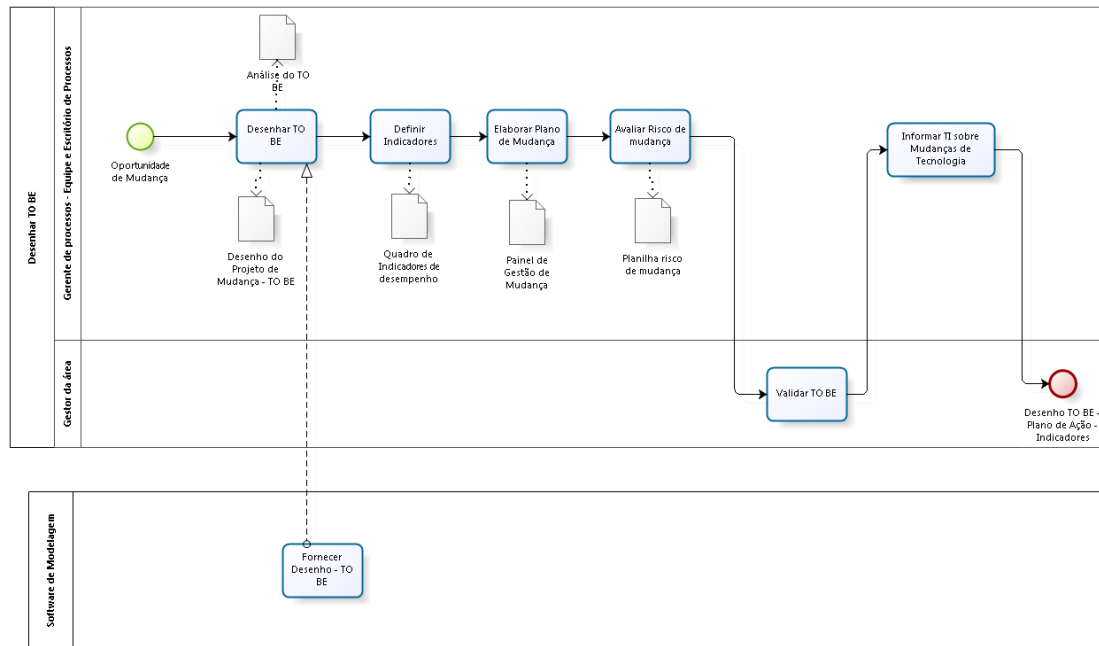 Desenhar TO BE
Gerente de processos - Equipe e Escritório de Processos
Análise do TO
BE
Oportunidade
de Mudança
Desenhar TO
BE
Definir
Indicadores
Elaborar Plano
de Mudança
Avaliar Risco de
mudança
Informar TI sobre
Mudanças de
Tecnologia
Desenho do
Projeto de
Mudança - TO BE
Quadro de
Indicadores de
desempenho
Painel de
Gestão de
Mudança
Planilha risco
de mudança
Gestor da área
Validar TO BE
Desenho TO BE -
Plano de Ação -
Indicadores
Software de Modelagem
Fornecer
Desenho - TO
BE